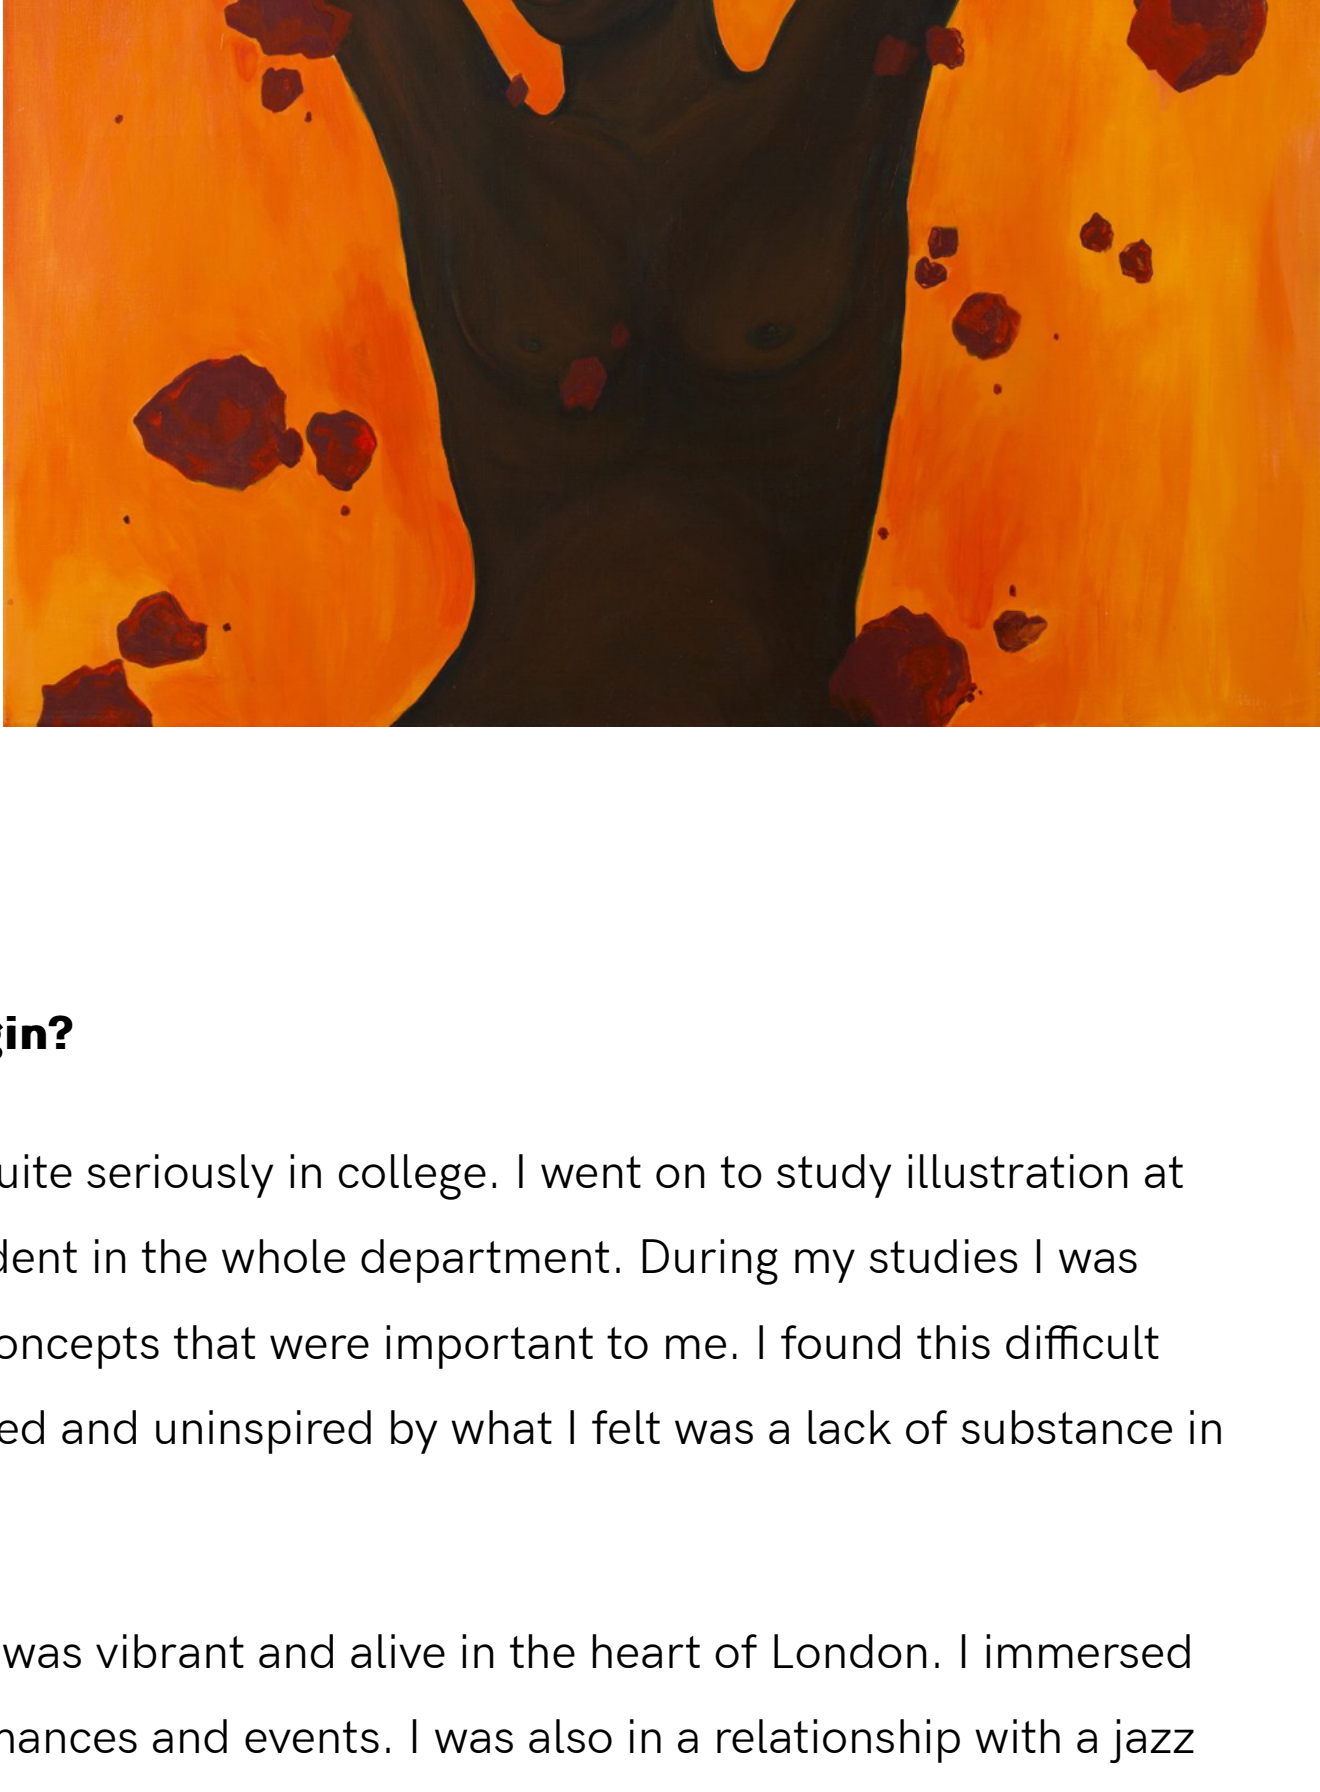 gin?
uite seriously in college. I went on to study illustration at
dent in the whole department. During my studies I was
oncepts that were important to me. I found this difficult
ed and uninspired by what I felt was a lack of substance in
was vibrant and alive in the heart of London. I immersed
mances and events. I was also in a relationship with a jazz